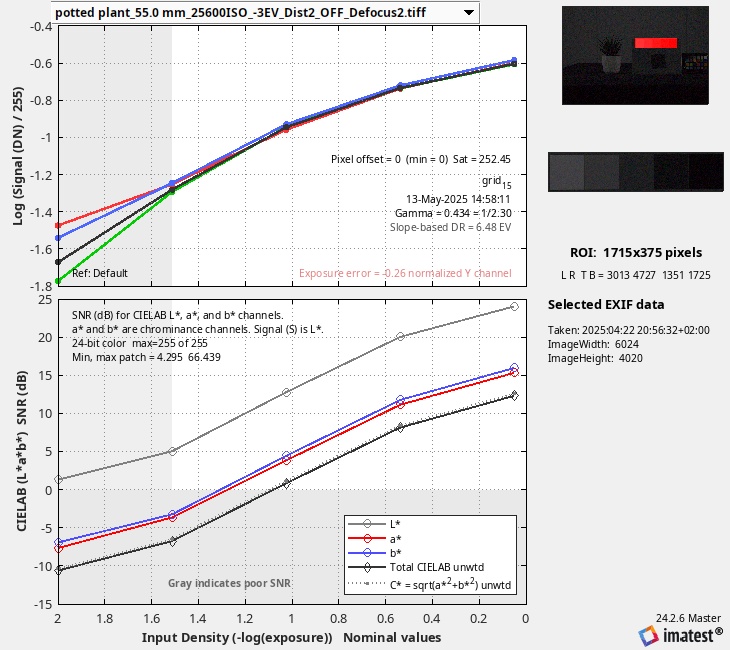 potted plant_55.0 mm_25600ISO_-3EV_Dist2_OFF_Defocus2.tiff
-0.4
-0.6
-0.8
-1
-1.2
-1.4
-1.6
-1.8
Log (Signal (DN) / 255)
Pixel offset = 0 (min = 0) Sat = 252.45
grid15
13-May-2025 14:58:11
Gamma = 0.434 = 1/2.30
Slope-based DR = 6.48 EV
Ref: Default
Exposure error = -0.26 normalized Y channel
ROI: 1715x375 pixels
L R T B = 3013 4727 1351 1725
Selected EXIF data
Taken: 2025:04:22 20:56:32+02:00
ImageWidth: 6024
ImageHeight: 4020
25
20
15
10
5
0
-5
-10
-15
CIELAB (L*a*b*) SNR (dB)
SNR (dB) for CIELAB L*, a*, and b* channels.
a* and b* are chrominance channels. Signal (S) is L*.
24-bit color max=255 of 255
Min, max patch = 4.295 66.439
L*
a*
b*
Total CIELAB unwtd
C* = sqrt(a*2+b*2) unwtd
Gray indicates poor SNR
2
1.8
1.6
1.4
1.2
1
0.8
0.6
0.4
0.2
0
Input Density (-log(exposure)) Nominal values
24.2.6 Master
imatest®